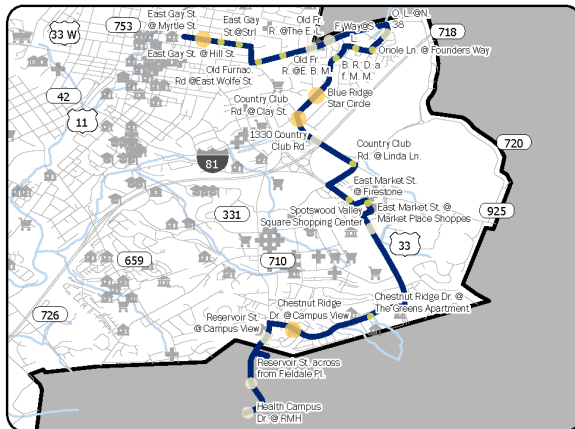 753
East Gay St.
@ Myrtle St.
East Gay
St @Strl
Old Fr.
R. @The E. L.
F Way@S
L.
O. L.@N
38
718
33 W
East Gay St. @ Hill St.
Old Furnac
Rd.@East Wolfe St.
Old Fr.
R. @E. B. M.
B. R. D. a
f. M. M.
Oriole Ln. @ Founders Way
42
11
Country Club
Rd. @ Clay St.
Blue Ridge
Star Circle
1330 Country
Club Rd.
81
Country Club
Rd. @ Linda Ln.
720
East Market St.
@ Firestone
331
Spotswood Valley
Square Shopping Center
East Market St. @
Market Place Shoppes
925
33
659
710
726
Reservoir St.
@ Campus View
Chestnut Ridge
Dr. @ Campus View
Chestnut Ridge Dr. @
The Greens Apartment
Reservoir St. across
from Fieldale Pl.
Health Campus
Dr. @ RMH